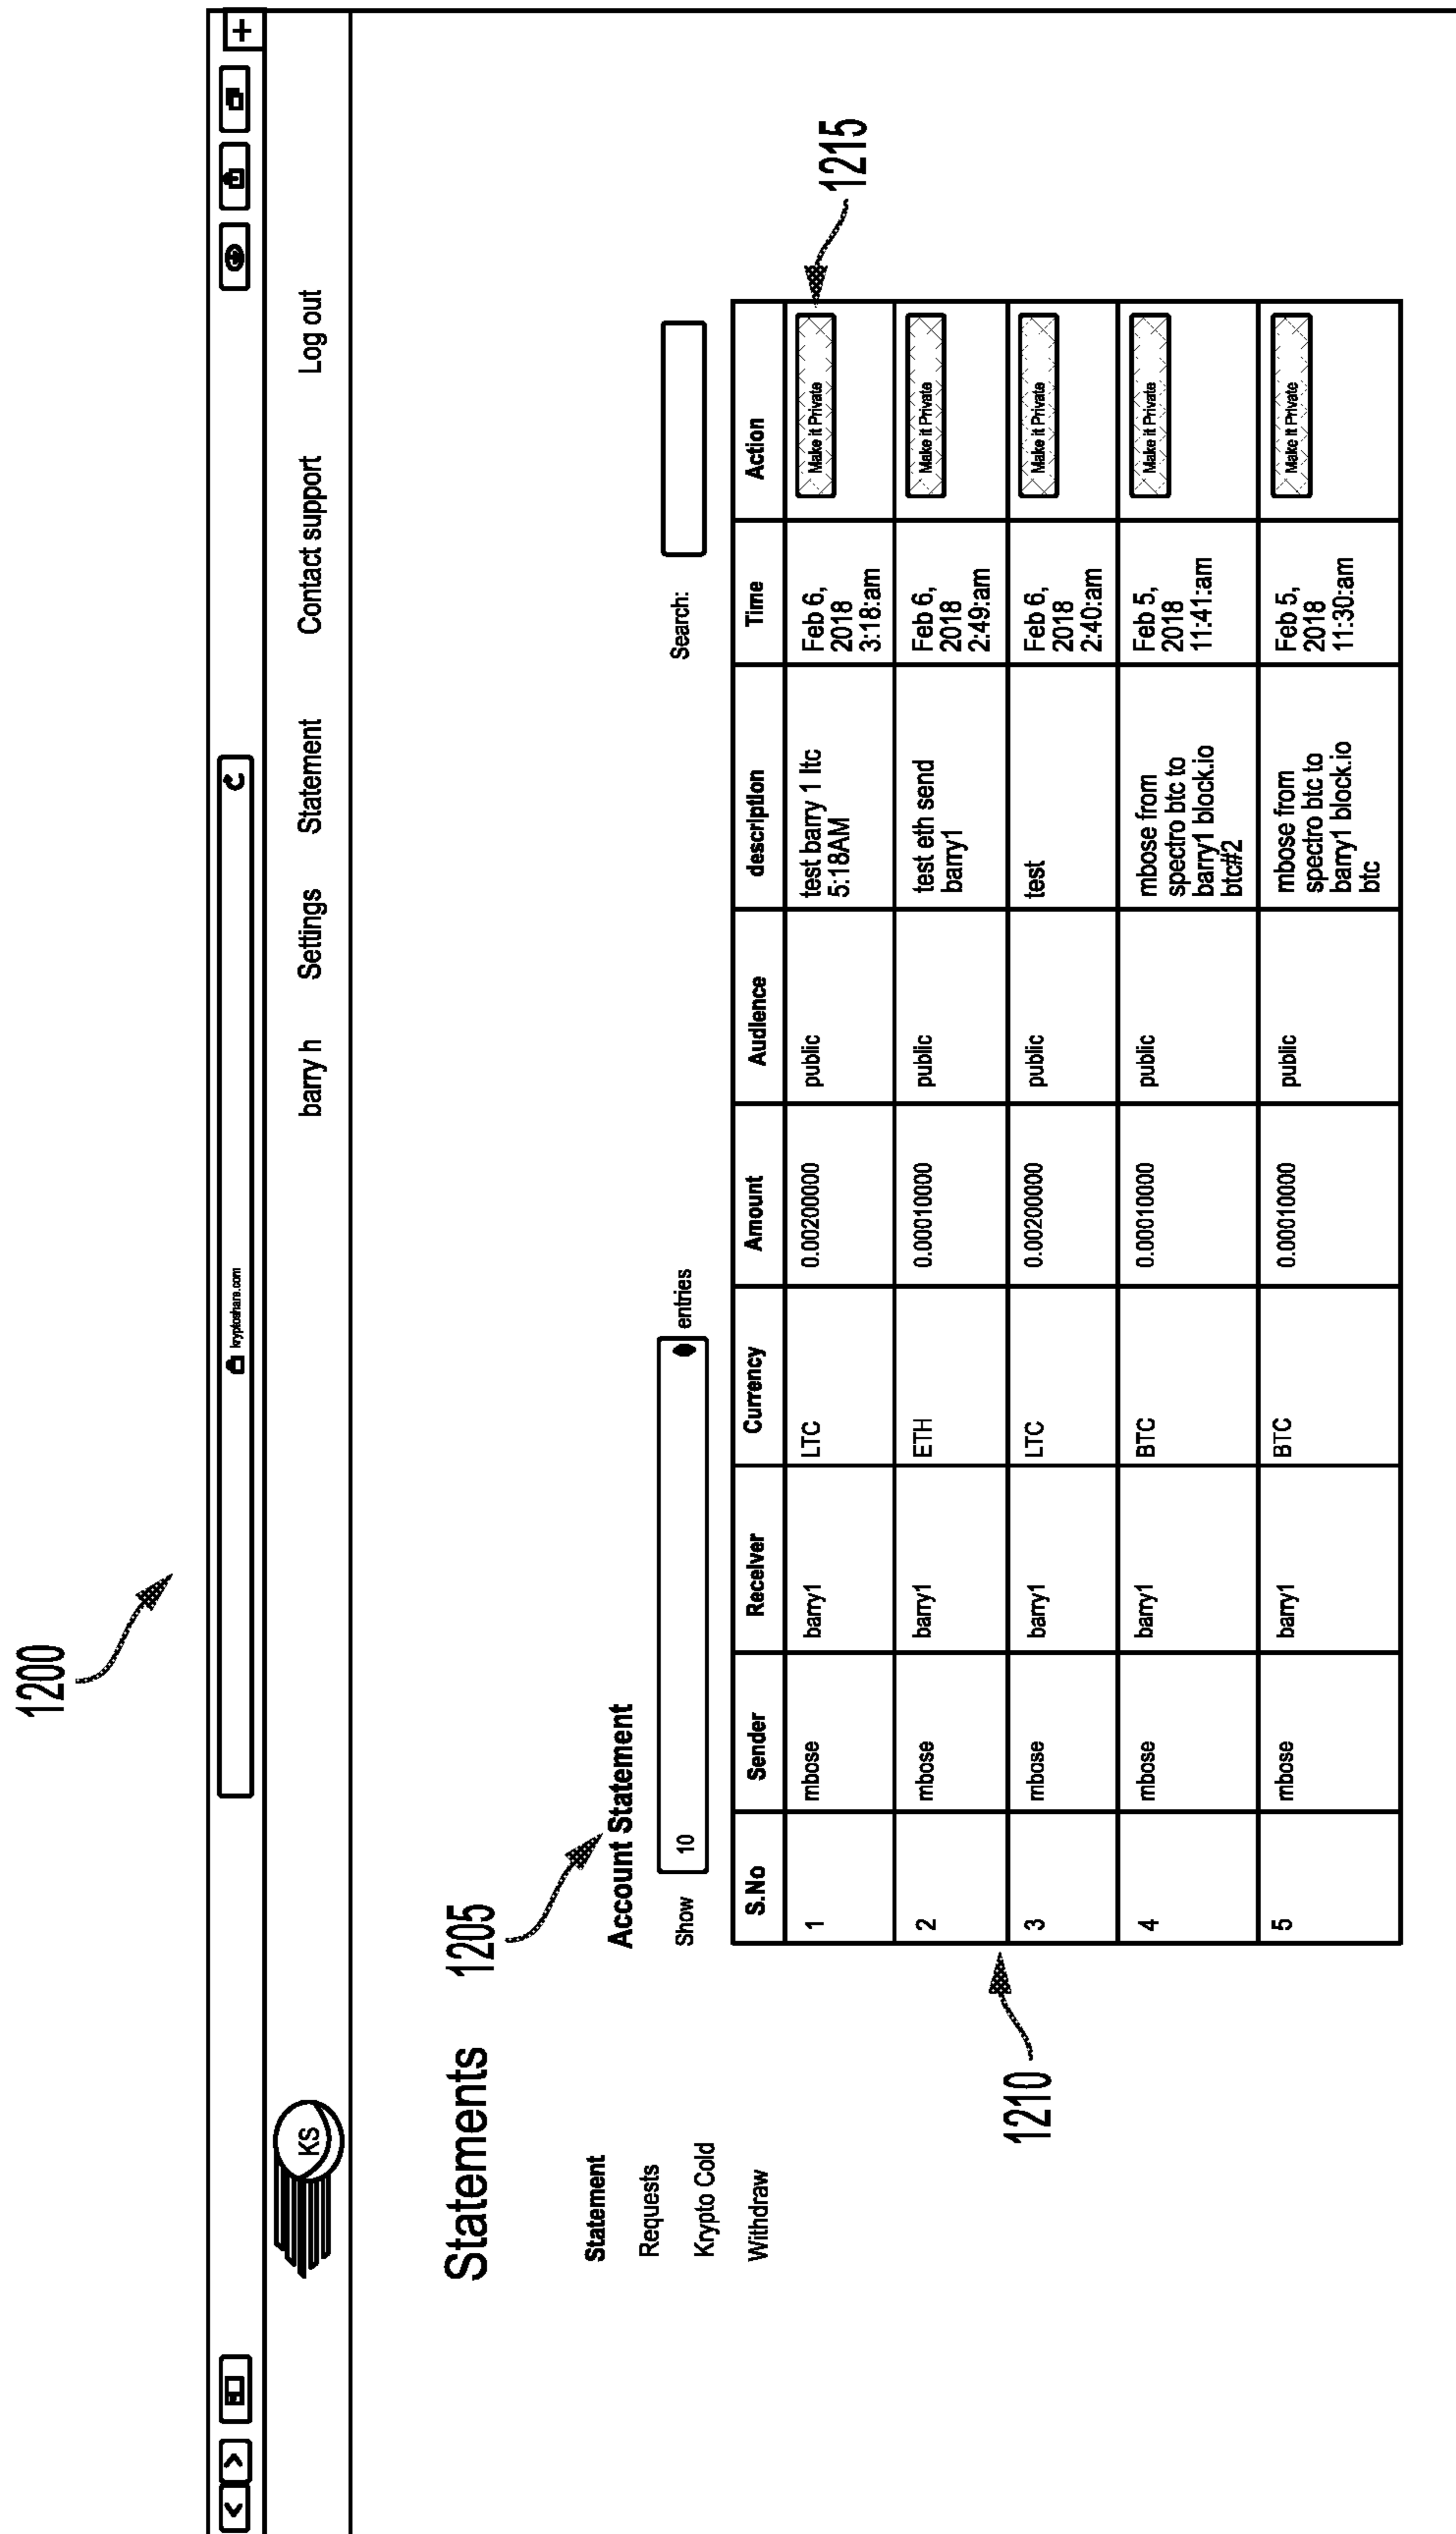 1200
kryptoshare.com
+
KS
barry h Settings Statement Contact support Log out
Statements
1205
Statement
Requests
Krypto Cold
Withdraw
Account Statement
Show 10 entries Search:
S.No Sender Receiver Currency Amount Audience description Time Action
1 mbose barry1 LTC 0.00200000 public test barry 1 ltc Feb 6, Make it Private
5:18AM 2018
3:18:am
1215
2 mbose barry1 ETH 0.00010000 public test eth send Feb 6, Make it Private
barry1 2018
2:49:am
1210
3 mbose barry1 LTC 0.00200000 public test Feb 6, Make it Private
2018
2:40:am
4 mbose barry1 BTC 0.00010000 public mbose from Feb 5, Make it Private
spectro btc to 2018
barry1 block.io 11:41:am
btc#2
5 mbose barry1 BTC 0.00010000 public mbose from Feb 5, Make it Private
spectro btc to 2018
barry1 block.io 11:30:am
btc